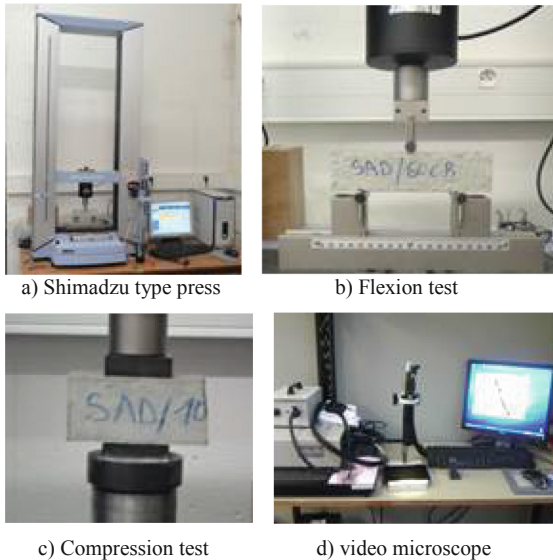 a) Shimadzu type press
b) Flexion test
SAD/60CB
SAD/10
c) Compression test
d) video microscope